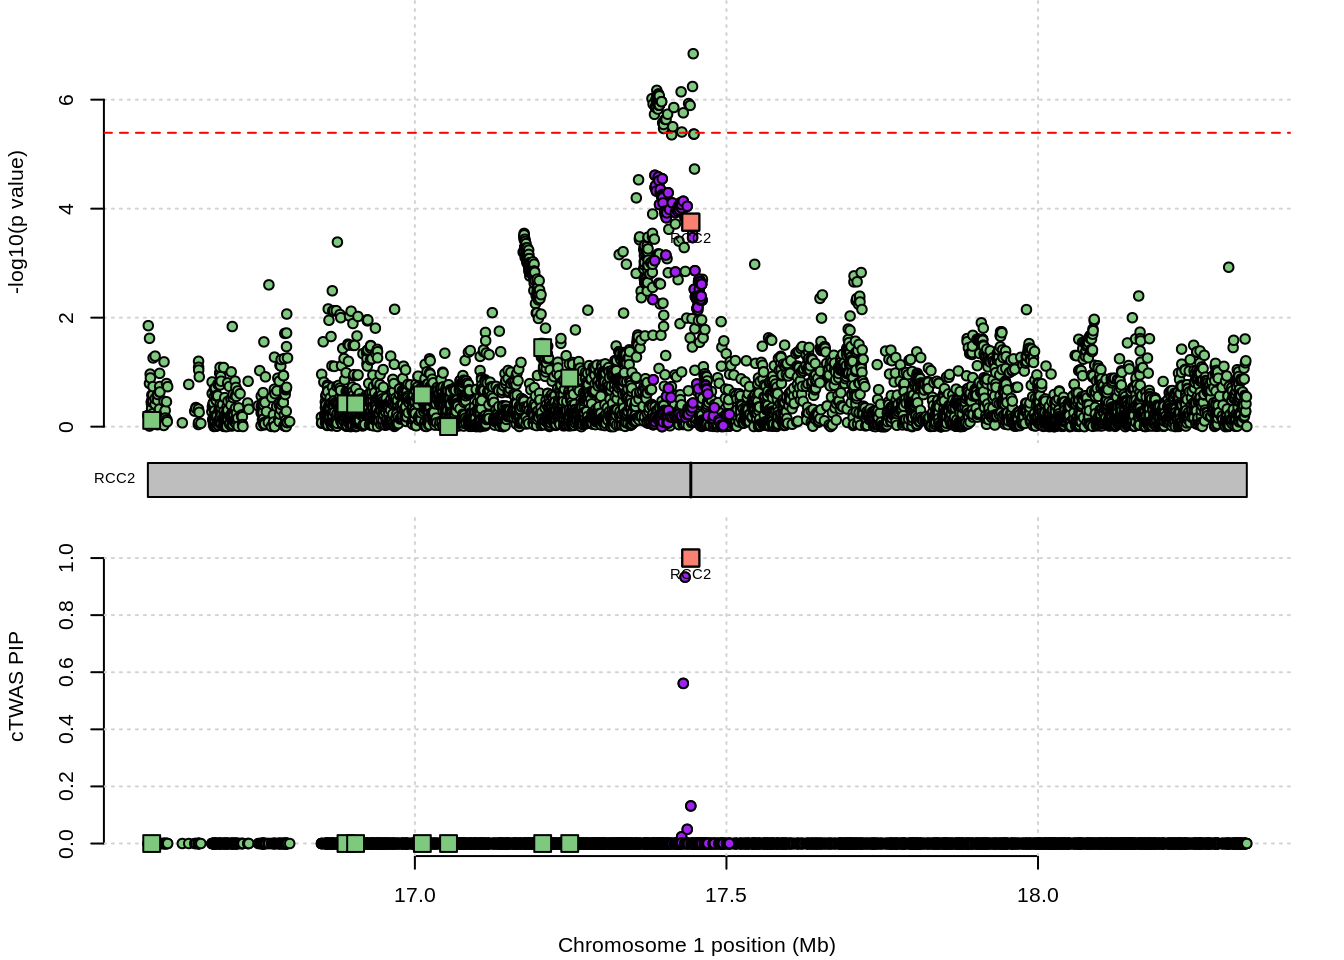 -log10(p value)
6
4
2
0
RCC2
RCC2
cTWAS PIP
1.0
0.8
0.6
0.4
0.2
0.0
RCC2
17.0 17.5 18.0
Chromosome 1 position (Mb)